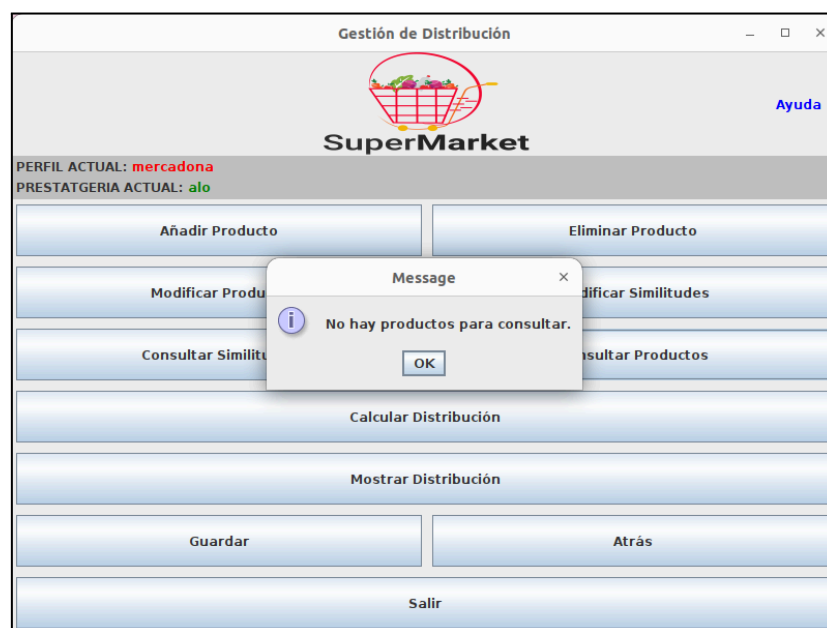 Gestión de Distribución
Ayuda
SuperMarket
PERFIL ACTUAL: mercadona
PRESTATGERIA ACTUAL: alo
Añadir Producto
Eliminar Producto
Message
Modificar Produ
dificar Similitudes
No hay productos para consultar.
Consultar Similitu
nsultar Productos
OK
Calcular Distribución
Mostrar Distribución
Guardar
Atrás
Salir